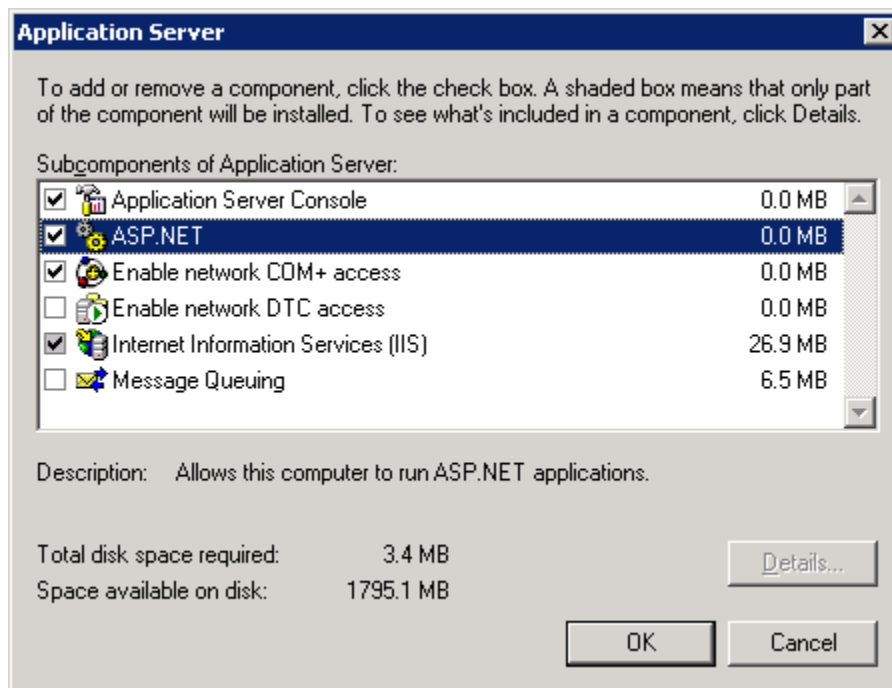 Application Server
To add or remove a component, click the check box. A shaded box means that only part
of the component will be installed. To see what's included in a component, click Details.
Subcomponents of Application Server:
Application Server Console 0.0 MB
ASP.NET 0.0 MB
Enable network COM+ access 0.0 MB
Enable network DTC access 0.0 MB
Internet Information Services (IIS) 26.9 MB
Message Queuing 6.5 MB
Description: Allows this computer to run ASP.NET applications.
Total disk space required: 3.4 MB
Space available on disk: 1795.1 MB
Details...
OK Cancel